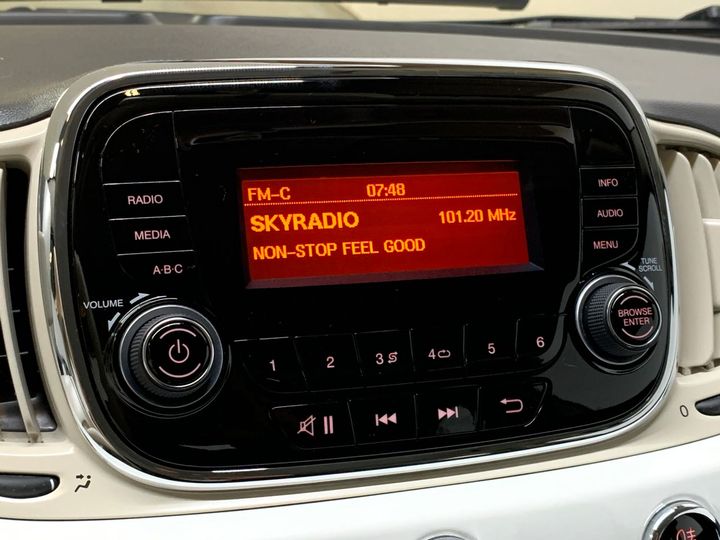 FM-C 07:48
SKYRADIO 101.20 MHz
NON-STOP FEEL GOOD
RADIO
MEDIA
A·B·C
VOLUME
INFO
AUDIO
MENU
TUNE
SCROLL
BROWSE
ENTER
1 2 3 4 5 6
0